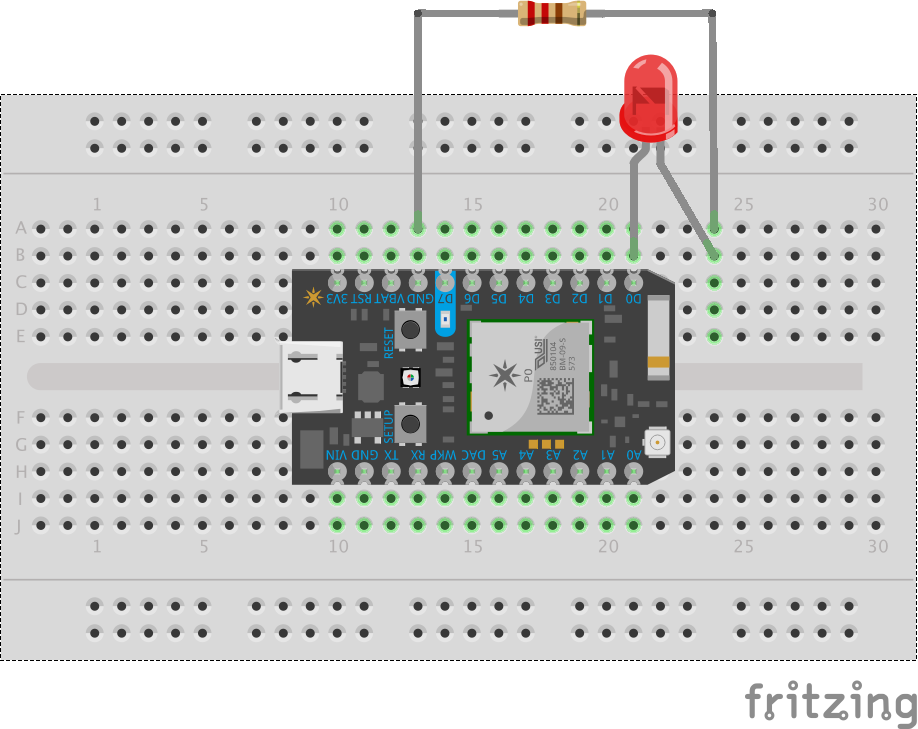 1 5 10 15 20 25 30
A
B
3V3 RST VBAT GND D7 D6 D5 D4 D3 D2 D1 D0
C
D
E
RESET
P0
USI
850104
BM-09-S
573
SETUP
F
G
VIN GND TX RX WKP DAC A5 A4 A3 A2 A1 A0
H
I
J
1 5 10 15 20 25 30
fritzing